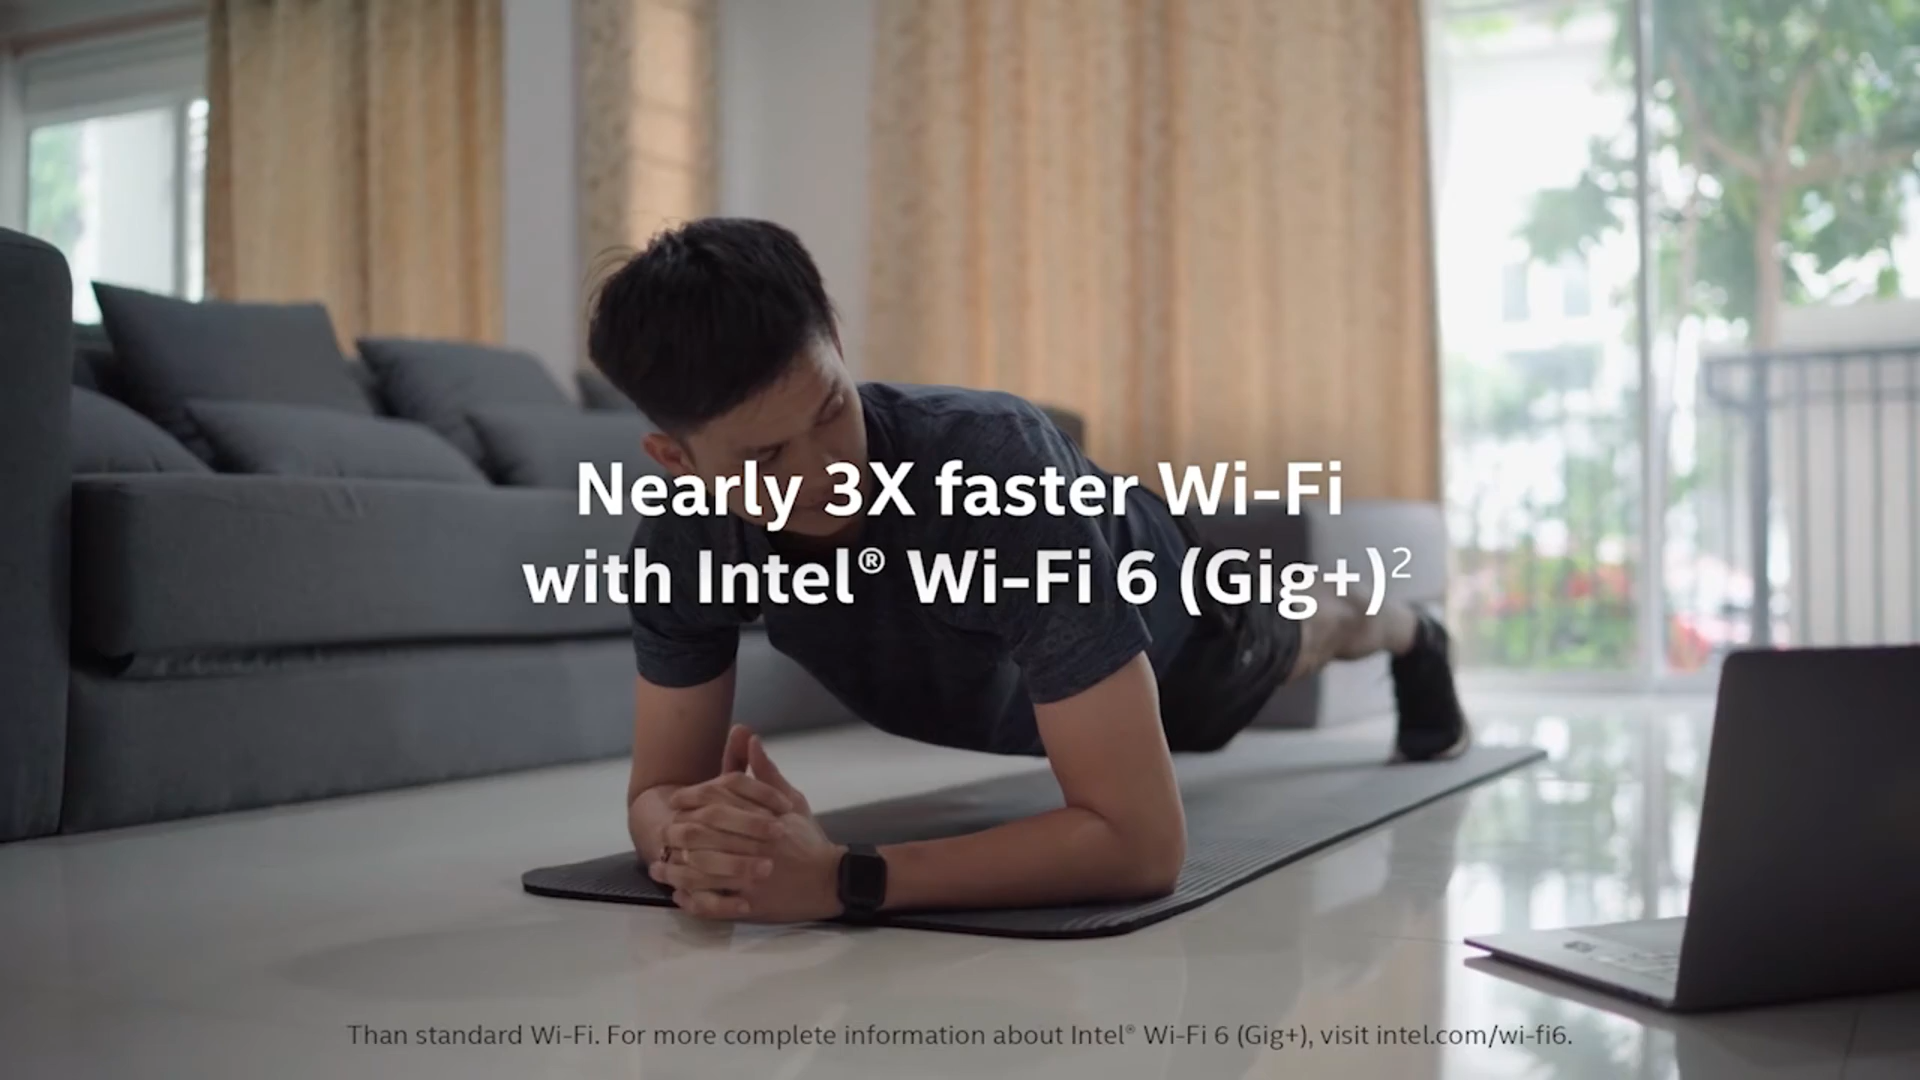 Nearly 3X faster Wi-Fi
with Intel® Wi-Fi 6 (Gig+)²
Than standard Wi-Fi. For more complete information about Intel® Wi-Fi 6 (Gig+), visit intel.com/wi-fi6.